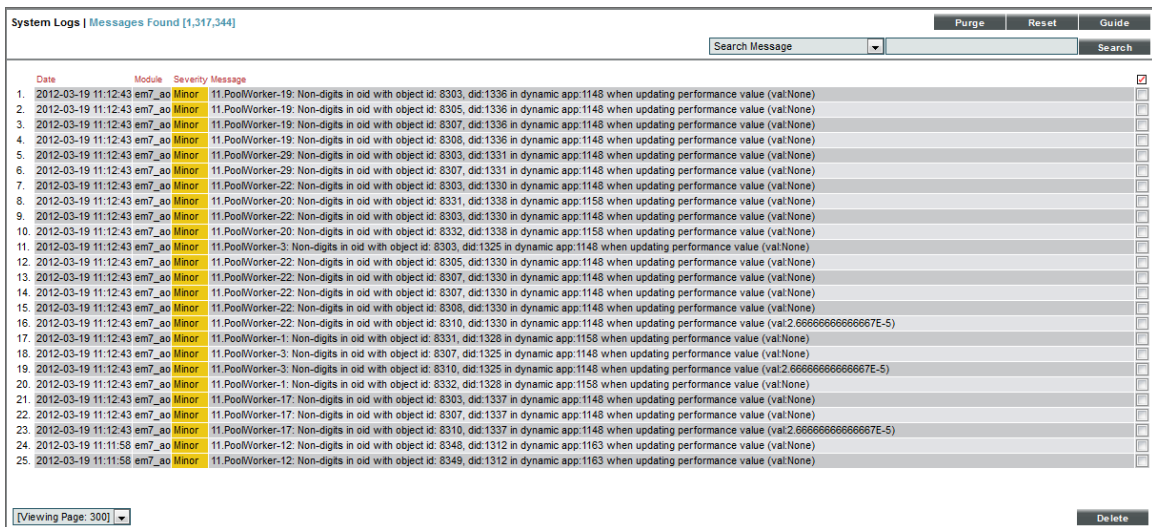 System Logs | Messages Found [1,317,344] Purge Reset Guide
Search Message Search
Date Module Severity Message
1. 2012-03-19 11:12:43 em7_ao Minor 11.PoolWorker-19: Non-digits in oid with object id: 8303, did:1336 in dynamic app:1148 when updating performance value (val:None)
2. 2012-03-19 11:12:43 em7_ao Minor 11.PoolWorker-19: Non-digits in oid with object id: 8305, did:1336 in dynamic app:1148 when updating performance value (val:None)
3. 2012-03-19 11:12:43 em7_ao Minor 11.PoolWorker-19: Non-digits in oid with object id: 8307, did:1336 in dynamic app:1148 when updating performance value (val:None)
4. 2012-03-19 11:12:43 em7_ao Minor 11.PoolWorker-19: Non-digits in oid with object id: 8308, did:1336 in dynamic app:1148 when updating performance value (val:None)
5. 2012-03-19 11:12:43 em7_ao Minor 11.PoolWorker-29: Non-digits in oid with object id: 8303, did:1331 in dynamic app:1148 when updating performance value (val:None)
6. 2012-03-19 11:12:43 em7_ao Minor 11.PoolWorker-29: Non-digits in oid with object id: 8307, did:1331 in dynamic app:1148 when updating performance value (val:None)
7. 2012-03-19 11:12:43 em7_ao Minor 11.PoolWorker-22: Non-digits in oid with object id: 8303, did:1330 in dynamic app:1148 when updating performance value (val:None)
8. 2012-03-19 11:12:43 em7_ao Minor 11.PoolWorker-20: Non-digits in oid with object id: 8331, did:1338 in dynamic app:1158 when updating performance value (val:None)
9. 2012-03-19 11:12:43 em7_ao Minor 11.PoolWorker-22: Non-digits in oid with object id: 8303, did:1330 in dynamic app:1148 when updating performance value (val:None)
10. 2012-03-19 11:12:43 em7_ao Minor 11.PoolWorker-20: Non-digits in oid with object id: 8332, did:1338 in dynamic app:1158 when updating performance value (val:None)
11. 2012-03-19 11:12:43 em7_ao Minor 11.PoolWorker-3: Non-digits in oid with object id: 8303, did:1325 in dynamic app:1148 when updating performance value (val:None)
12. 2012-03-19 11:12:43 em7_ao Minor 11.PoolWorker-22: Non-digits in oid with object id: 8305, did:1330 in dynamic app:1148 when updating performance value (val:None)
13. 2012-03-19 11:12:43 em7_ao Minor 11.PoolWorker-22: Non-digits in oid with object id: 8307, did:1330 in dynamic app:1148 when updating performance value (val:None)
14. 2012-03-19 11:12:43 em7_ao Minor 11.PoolWorker-22: Non-digits in oid with object id: 8307, did:1330 in dynamic app:1148 when updating performance value (val:None)
15. 2012-03-19 11:12:43 em7_ao Minor 11.PoolWorker-22: Non-digits in oid with object id: 8308, did:1330 in dynamic app:1148 when updating performance value (val:None)
16. 2012-03-19 11:12:43 em7_ao Minor 11.PoolWorker-22: Non-digits in oid with object id: 8310, did:1330 in dynamic app:1148 when updating performance value (val:2.66666666666667E-5)
17. 2012-03-19 11:12:43 em7_ao Minor 11.PoolWorker-1: Non-digits in oid with object id: 8331, did:1328 in dynamic app:1158 when updating performance value (val:None)
18. 2012-03-19 11:12:43 em7_ao Minor 11.PoolWorker-3: Non-digits in oid with object id: 8307, did:1325 in dynamic app:1148 when updating performance value (val:None)
19. 2012-03-19 11:12:43 em7_ao Minor 11.PoolWorker-3: Non-digits in oid with object id: 8310, did:1325 in dynamic app:1148 when updating performance value (val:2.66666666666667E-5)
20. 2012-03-19 11:12:43 em7_ao Minor 11.PoolWorker-1: Non-digits in oid with object id: 8332, did:1328 in dynamic app:1158 when updating performance value (val:None)
21. 2012-03-19 11:12:43 em7_ao Minor 11.PoolWorker-17: Non-digits in oid with object id: 8303, did:1337 in dynamic app:1148 when updating performance value (val:None)
22. 2012-03-19 11:12:43 em7_ao Minor 11.PoolWorker-17: Non-digits in oid with object id: 8307, did:1337 in dynamic app:1148 when updating performance value (val:None)
23. 2012-03-19 11:12:43 em7_ao Minor 11.PoolWorker-17: Non-digits in oid with object id: 8310, did:1337 in dynamic app:1148 when updating performance value (val:2.66666666666667E-5)
24. 2012-03-19 11:11:58 em7_ao Minor 11.PoolWorker-12: Non-digits in oid with object id: 8348, did:1312 in dynamic app:1163 when updating performance value (val:None)
25. 2012-03-19 11:11:58 em7_ao Minor 11.PoolWorker-12: Non-digits in oid with object id: 8349, did:1312 in dynamic app:1163 when updating performance value (val:None)
[Viewing Page: 300] Delete